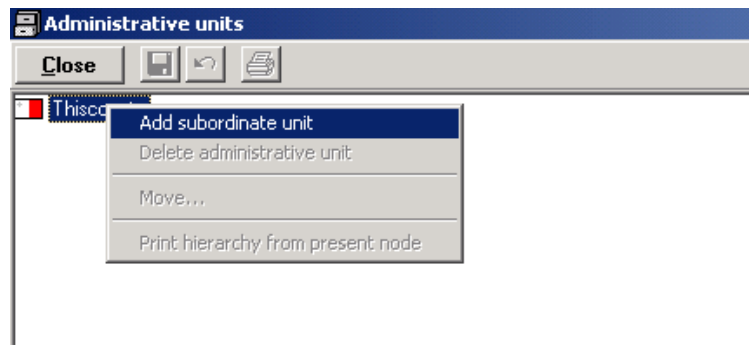 Administrative units
Close
Add subordinate unit
Delete administrative unit
Move...
Print hierarchy from present node